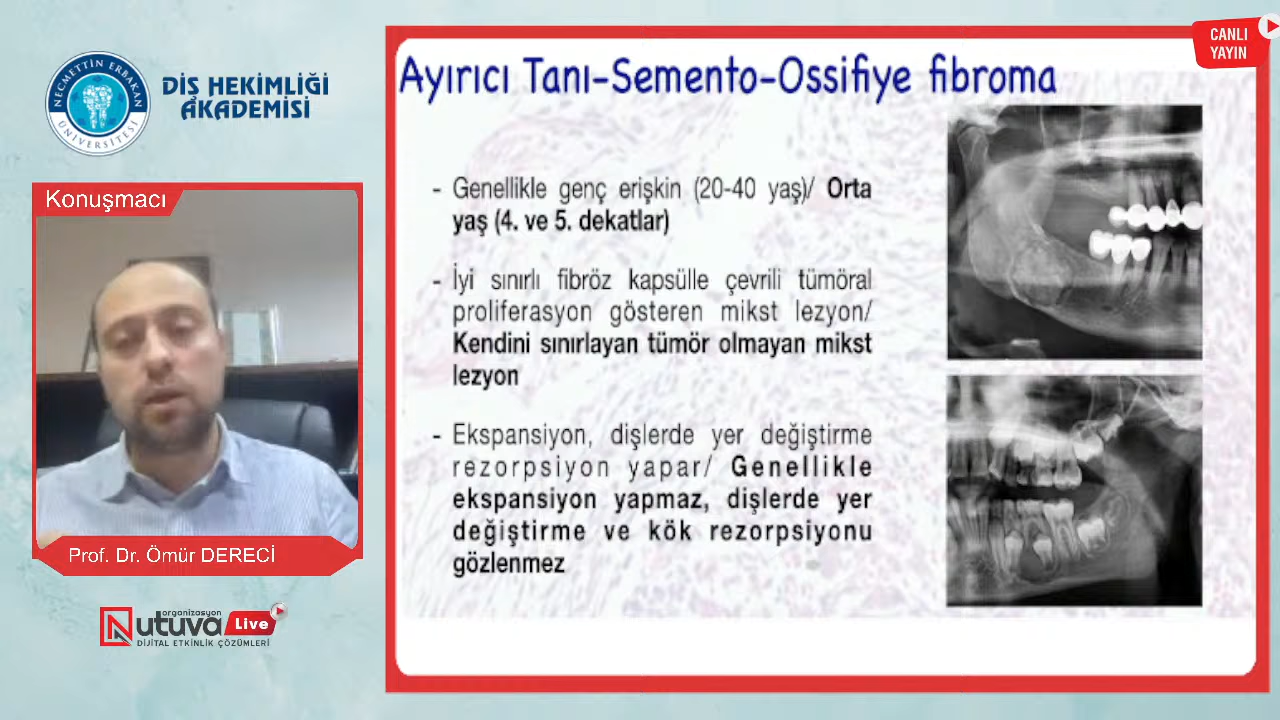 NECMETTİN ERBAKAN
ÜNİVERSİTESİ
DİŞ HEKİMLİĞİ
AKADEMİSİ
CANLI
YAYIN
Konuşmacı
Prof. Dr. Ömür DERECİ
organizasyon
Nutuva Live
DİJİTAL ETKİNLİK ÇÖZÜMLERİ
Ayırıcı Tanı-Semento-Ossifiye fibroma
- Genellikle genç erişkin (20-40 yaş)/ Orta
yaş (4. ve 5. dekatlar)
- İyi sınırlı fibröz kapsülle çevrili tümöral
proliferasyon gösteren mikst lezyon/
Kendini sınırlayan tümör olmayan mikst
lezyon
- Ekspansiyon, dişlerde yer değiştirme
rezorpsiyon yapar/ Genellikle
ekspansiyon yapmaz, dişlerde yer
değiştirme ve kök rezorpsiyonu
gözlenmez